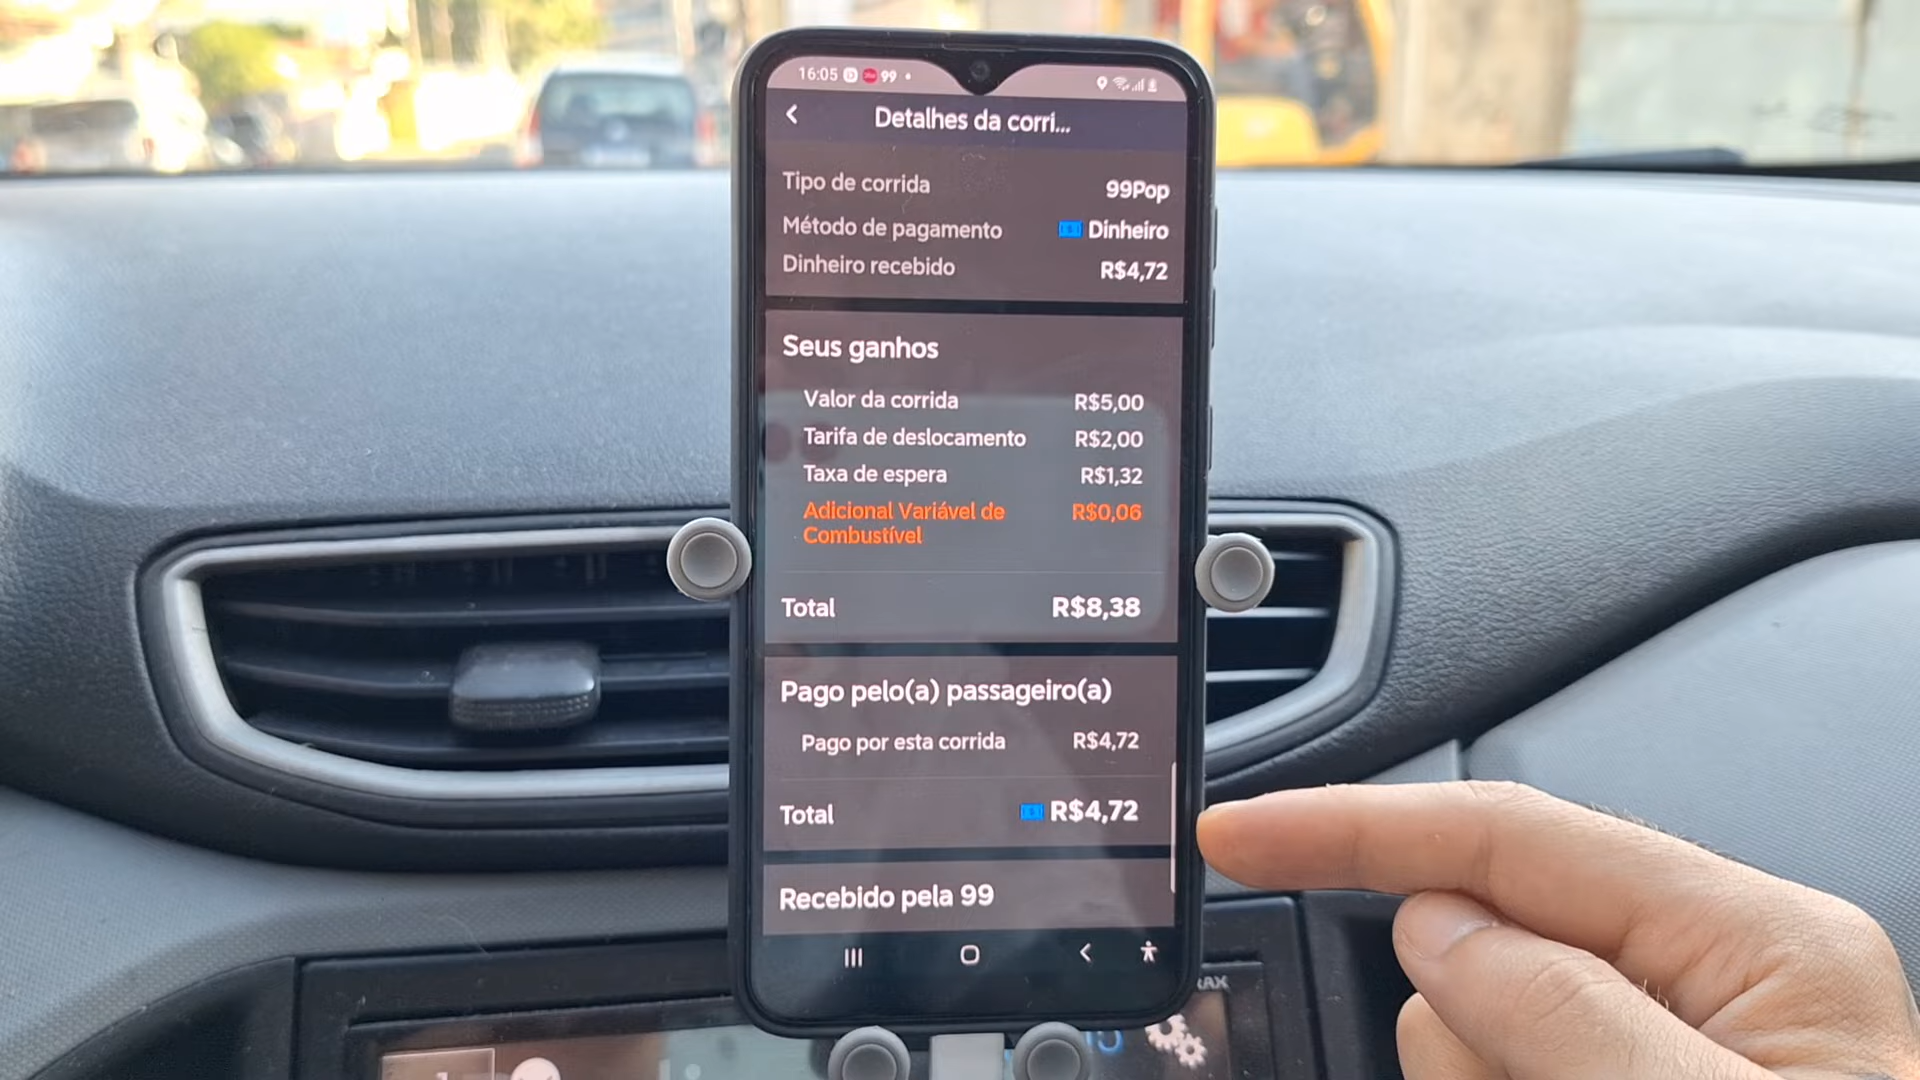 16:05 99
Detalhes da corri...
Tipo de corrida 99Pop
Método de pagamento Dinheiro
Dinheiro recebido R$4,72
Seus ganhos
Valor da corrida R$5,00
Tarifa de deslocamento R$2,00
Taxa de espera R$1,32
Adicional Variável de R$0,06
Combustível
Total R$8,38
Pago pelo(a) passageiro(a)
Pago por esta corrida R$4,72
Total R$4,72
Recebido pela 99